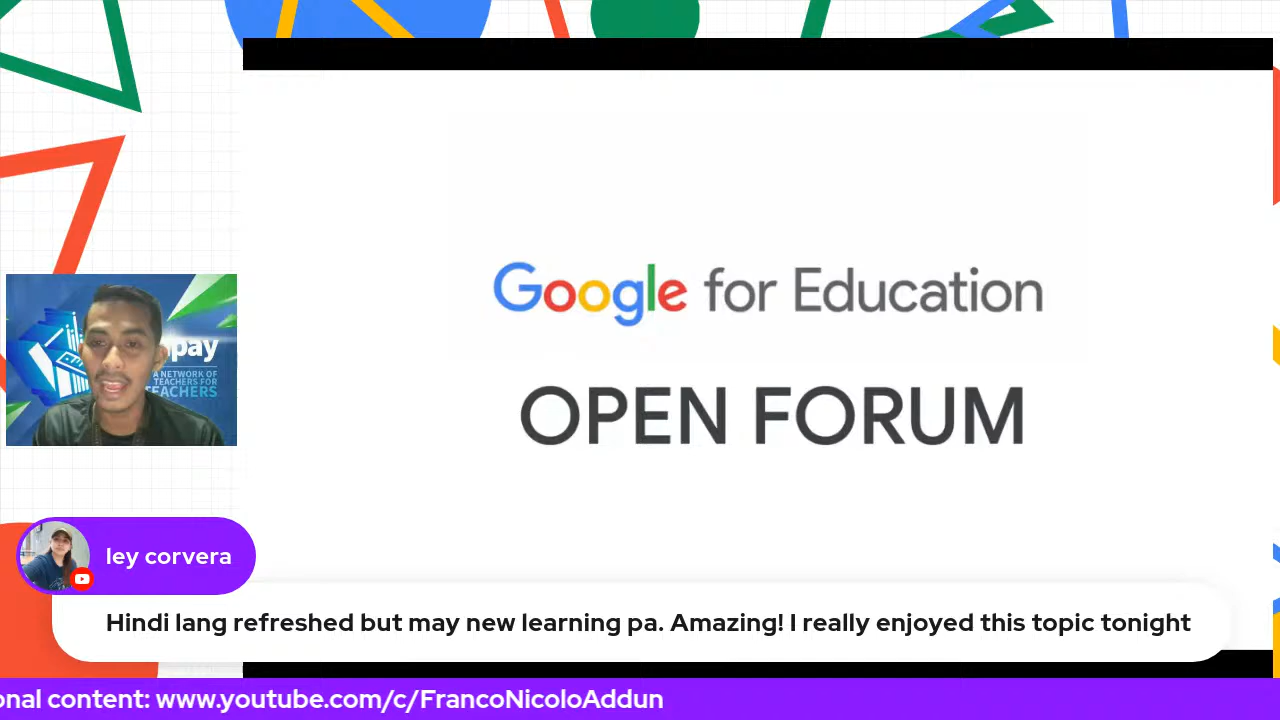 Google for Education
OPEN FORUM
pay
A NETWORK OF
TEACHERS FOR
TEACHERS
ley corvera
Hindi lang refreshed but may new learning pa. Amazing! I really enjoyed this topic tonight
onal content: www.youtube.com/c/FrancoNicoloAddun